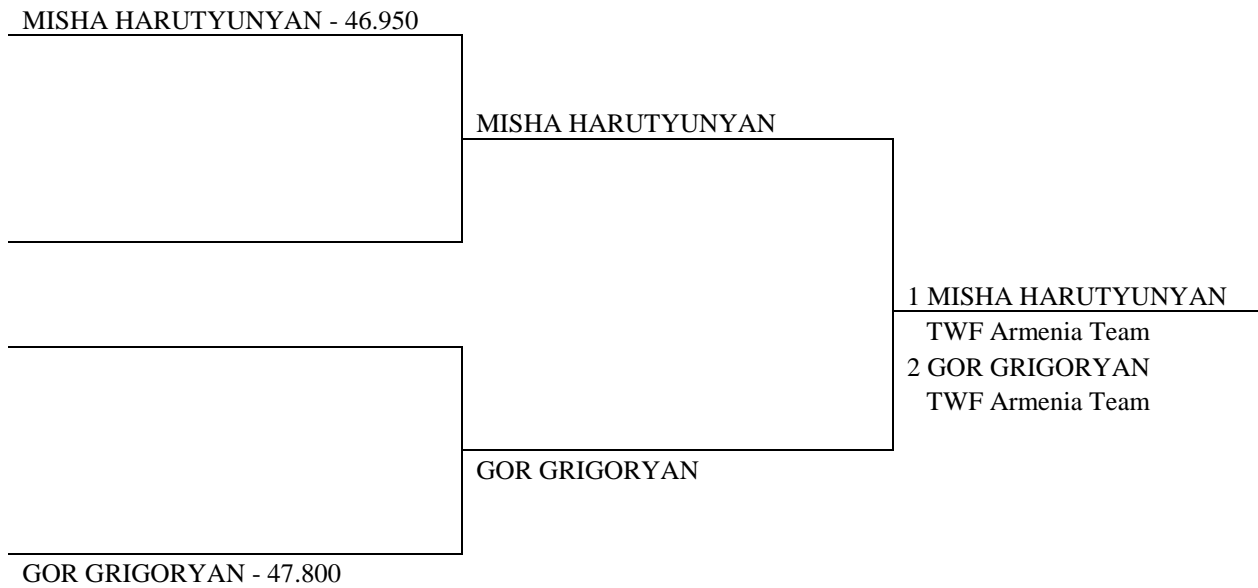 MISHA HARUTYUNYAN - 46.950
MISHA HARUTYUNYAN
1 MISHA HARUTYUNYAN
TWF Armenia Team
2 GOR GRIGORYAN
TWF Armenia Team
GOR GRIGORYAN
GOR GRIGORYAN - 47.800